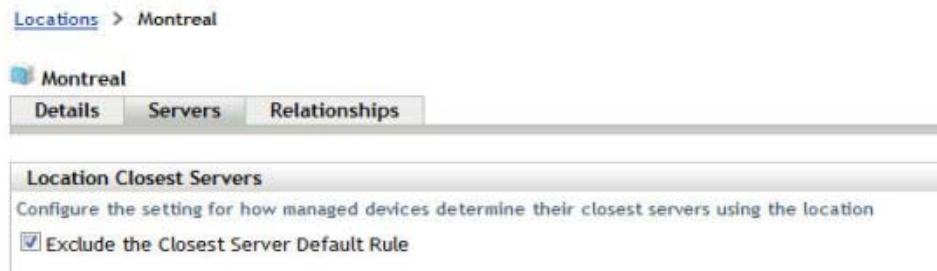 Locations > Montreal
Montreal
Details Servers Relationships
Location Closest Servers
Configure the setting for how managed devices determine their closest servers using the location
Exclude the Closest Server Default Rule